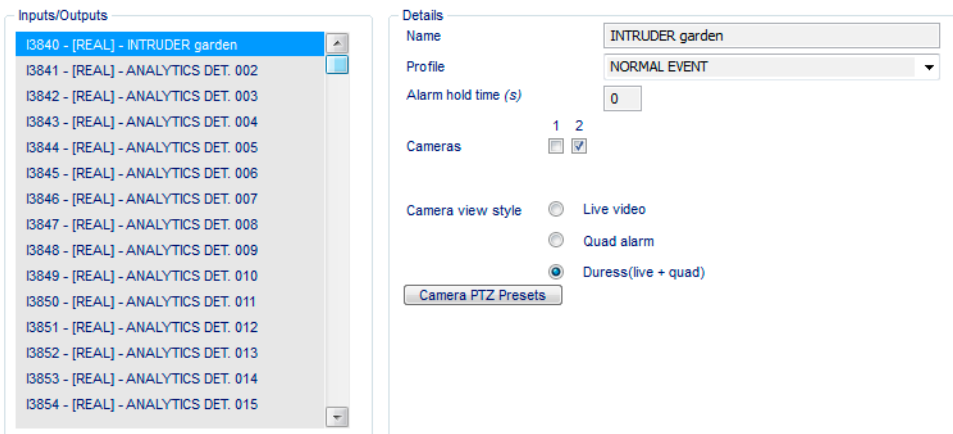 Inputs/Outputs
I3840 - [REAL] - INTRUDER garden
I3841 - [REAL] - ANALYTICS DET. 002
I3842 - [REAL] - ANALYTICS DET. 003
I3843 - [REAL] - ANALYTICS DET. 004
I3844 - [REAL] - ANALYTICS DET. 005
I3845 - [REAL] - ANALYTICS DET. 006
I3846 - [REAL] - ANALYTICS DET. 007
I3847 - [REAL] - ANALYTICS DET. 008
I3848 - [REAL] - ANALYTICS DET. 009
I3849 - [REAL] - ANALYTICS DET. 010
I3850 - [REAL] - ANALYTICS DET. 011
I3851 - [REAL] - ANALYTICS DET. 012
I3852 - [REAL] - ANALYTICS DET. 013
I3853 - [REAL] - ANALYTICS DET. 014
I3854 - [REAL] - ANALYTICS DET. 015
Details
Name INTRUDER garden
Profile NORMAL EVENT
Alarm hold time (s) 0
1 2
Cameras
Camera view style Live video
Quad alarm
Duress(live + quad)
Camera PTZ Presets